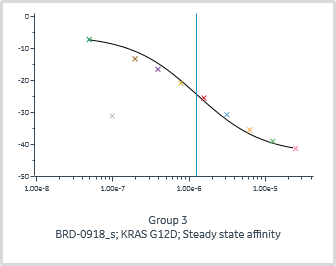 0
-10
-20
-30
-40
-50
1.00e-8
1.00e-7
1.00e-6
1.00e-5
Group 3
BRD-0918_s; KRAS G12D; Steady state affinity